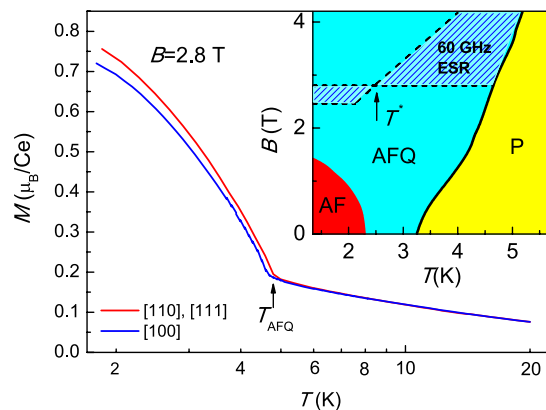 B=2.8 T
[110], [111]
[100]
T_AFQ
M (μ_B/Ce)
0.8
0.7
0.6
0.5
0.4
0.3
0.2
0.1
0.0
2
4
6
8
10
20
T (K)
60 GHz
ESR
T*
AFQ
P
AF
B (T)
4
2
0
2
3
4
5
T(K)